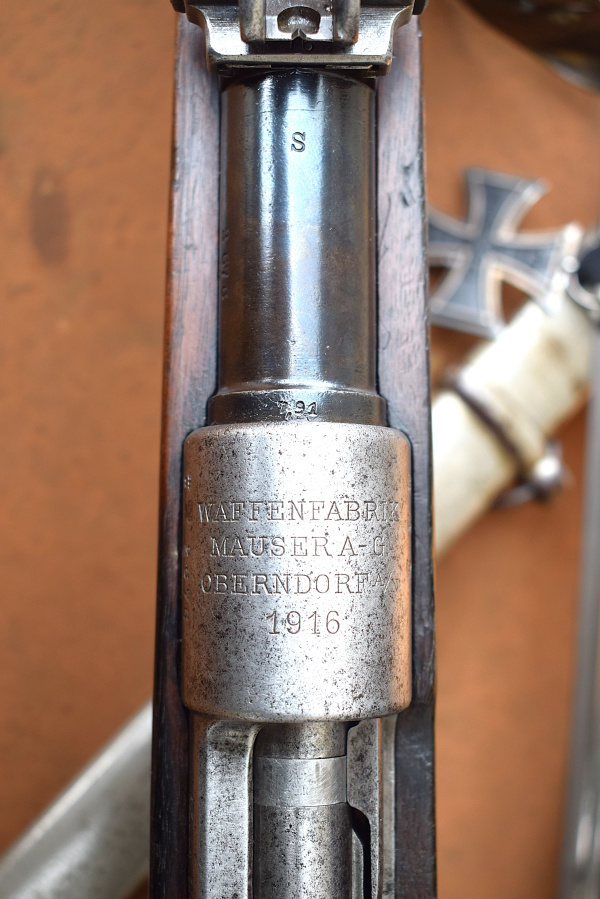 S
7,91
WAFFENFABRIK
MAUSER A-G
OBERNDORF A/N
1916